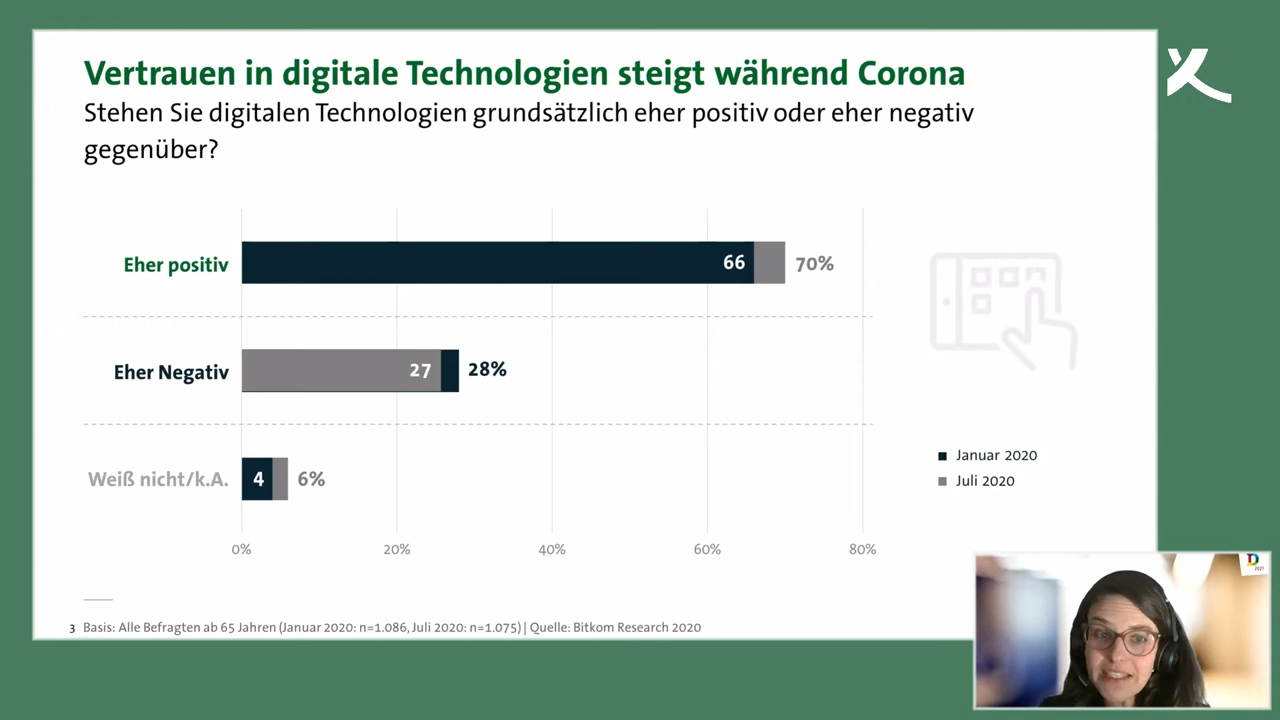 Vertrauen in digitale Technologien steigt während Corona
Stehen Sie digitalen Technologien grundsätzlich eher positiv oder eher negativ
gegenüber?
Eher positiv
66
70%
Eher Negativ
27
28%
Weiß nicht/k.A.
4
6%
Januar 2020
Juli 2020
0%
20%
40%
60%
80%
3 Basis: Alle Befragten ab 65 Jahren (Januar 2020: n=1.086, Juli 2020: n=1.075) | Quelle: Bitkom Research 2020
D
2021